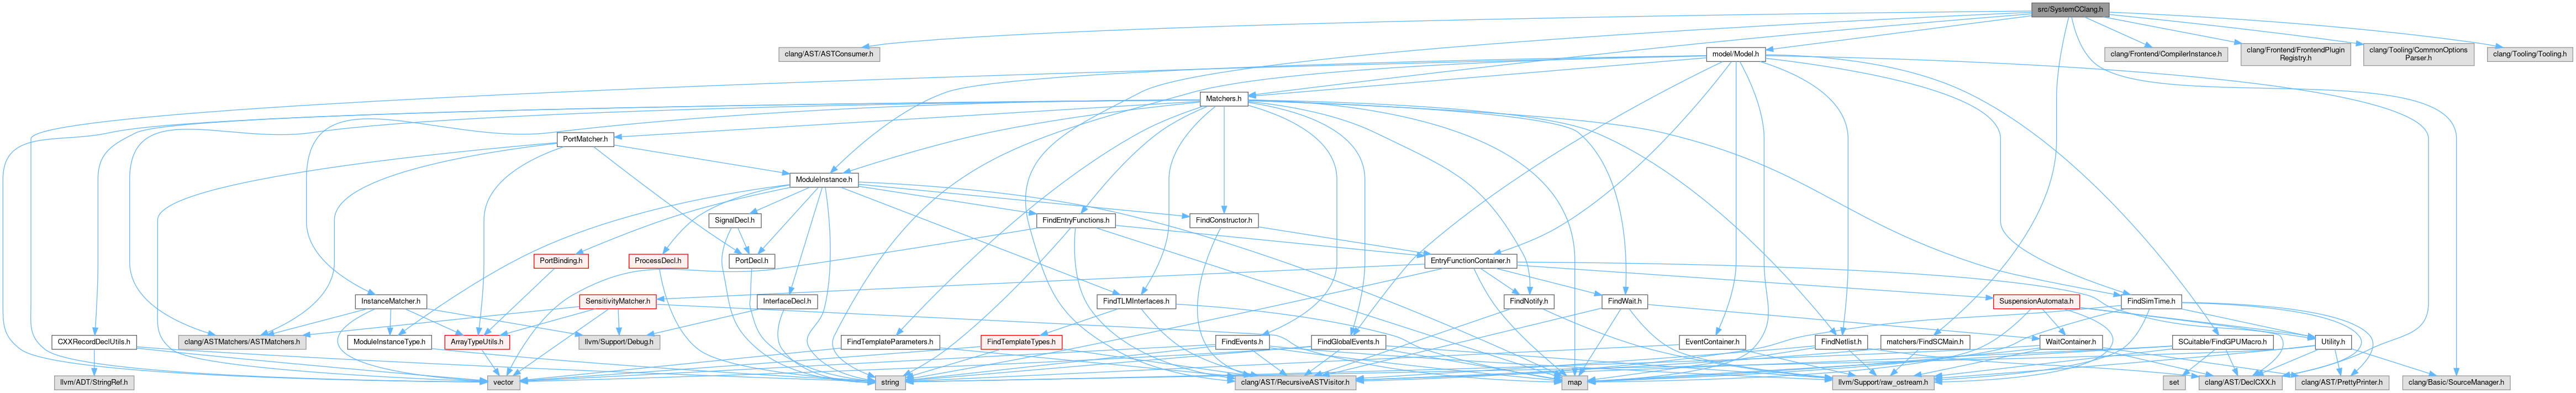 src/SystemCClang.h
clang/AST/ASTConsumer.h
model/Model.h
clang/Frontend/CompilerInstance.h
clang/Frontend/FrontendPlugin
Registry.h
clang/Tooling/CommonOptions
Parser.h
clang/Tooling/Tooling.h
Matchers.h
PortMatcher.h
ModuleInstance.h
SignalDecl.h
FindEntryFunctions.h
FindConstructor.h
PortBinding.h
ProcessDecl.h
PortDecl.h
EntryFunctionContainer.h
InstanceMatcher.h
SensitivityMatcher.h
InterfaceDecl.h
FindTLMInterfaces.h
FindNotify.h
FindWait.h
SuspensionAutomata.h
FindSimTime.h
CXXRecordDeclUtils.h
clang/ASTMatchers/ASTMatchers.h
ModuleInstanceType.h
ArrayTypeUtils.h
llvm/Support/Debug.h
FindTemplateParameters.h
FindTemplateTypes.h
FindEvents.h
FindGlobalEvents.h
EventContainer.h
FindNetlist.h
matchers/FindSCMain.h
WaitContainer.h
SCuitable/FindGPUMacro.h
Utility.h
llvm/ADT/StringRef.h
vector
string
clang/AST/RecursiveASTVisitor.h
map
llvm/Support/raw_ostream.h
set
clang/AST/DeclCXX.h
clang/AST/PrettyPrinter.h
clang/Basic/SourceManager.h